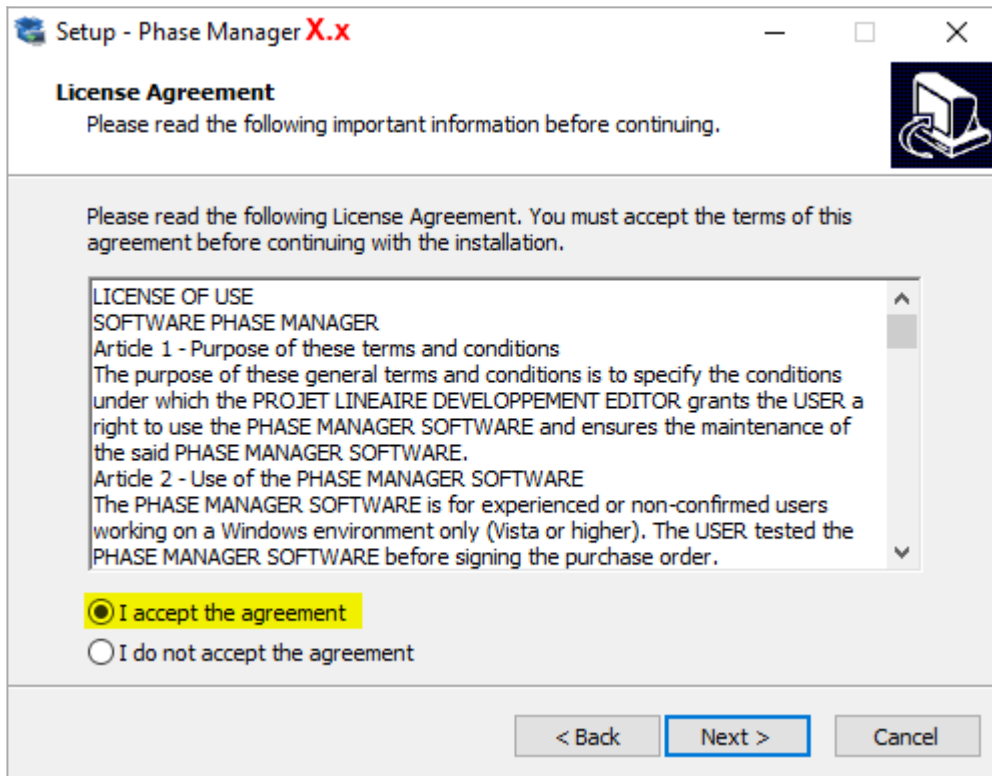 Setup - Phase Manager X.x
License Agreement
Please read the following important information before continuing.
Please read the following License Agreement. You must accept the terms of this
agreement before continuing with the installation.
LICENSE OF USE
SOFTWARE PHASE MANAGER
Article 1 - Purpose of these terms and conditions
The purpose of these general terms and conditions is to specify the conditions
under which the PROJET LINEAIRE DEVELOPPEMENT EDITOR grants the USER a
right to use the PHASE MANAGER SOFTWARE and ensures the maintenance of
the said PHASE MANAGER SOFTWARE.
Article 2 - Use of the PHASE MANAGER SOFTWARE
The PHASE MANAGER SOFTWARE is for experienced or non-confirmed users
working on a Windows environment only (Vista or higher). The USER tested the
PHASE MANAGER SOFTWARE before signing the purchase order.
I accept the agreement
I do not accept the agreement
< Back Next > Cancel